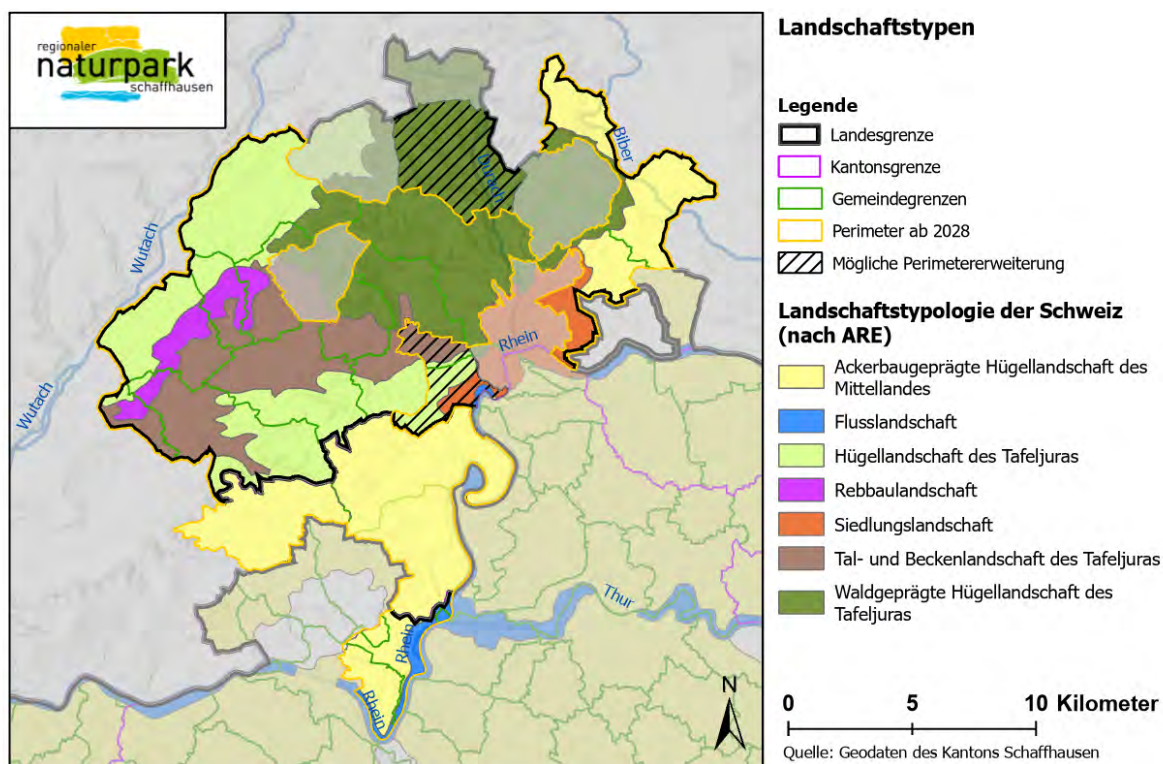 regionaler
naturpark
schaffhausen
Wutach
Wutach
Durach
Biber
Rhein
Thur
Rhein
Rhein
N
Landschaftstypen
Legende
Landesgrenze
Kantonsgrenze
Gemeindegrenzen
Perimeter ab 2028
Mögliche Perimetererweiterung
Landschaftstypologie der Schweiz
(nach ARE)
Ackerbaugeprägte Hügellandschaft des
Mittellandes
Flusslandschaft
Hügellandschaft des Tafeljuras
Rebbaulandschaft
Siedlungslandschaft
Tal- und Beckenlandschaft des Tafeljuras
Waldgeprägte Hügellandschaft des
Tafeljuras
0 5 10 Kilometer
Quelle: Geodaten des Kantons Schaffhausen